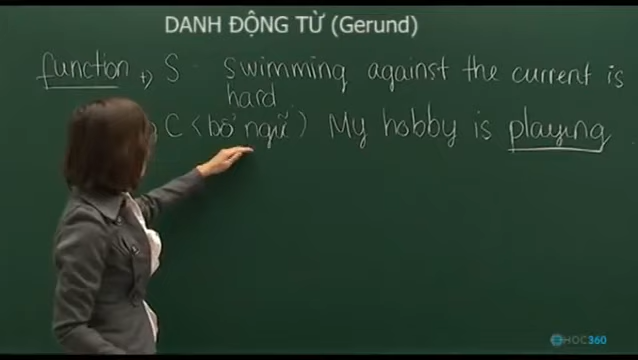 DANH ĐỘNG TỪ (Gerund)
function +) S swimming against the current is
hard
C <bổ ngữ) My hobby is playing
HOC360